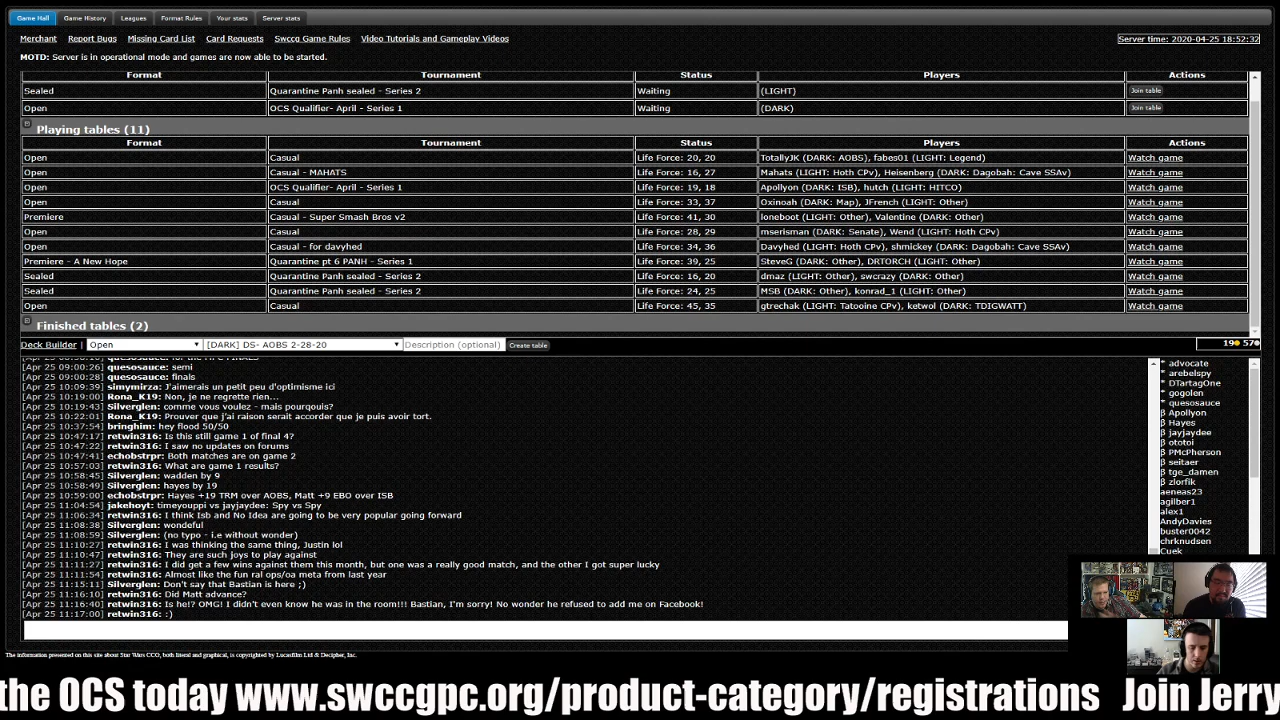 Game Hall Game History Leagues Format Rules Your stats Server stats
Merchant Report Bugs Missing Card List Card Requests Swccg Game Rules Video Tutorials and Gameplay Videos Server time: 2020-04-25 18:52:32
MOTD: Server is in operational mode and games are now able to be started.
Format Tournament Status Players Actions
Sealed Quarantine Panh sealed - Series 2 Waiting (LIGHT) Join table
Open OCS Qualifier- April - Series 1 Waiting (DARK) Join table
Playing tables (11)
Format Tournament Status Players Actions
Open Casual Life Force: 20, 20 TotallyJK (DARK: AOBS), fabes01 (LIGHT: Legend) Watch game
Open Casual - MAHATS Life Force: 16, 27 Mahats (LIGHT: Hoth CPv), Heisenberg (DARK: Dagobah: Cave SSAv) Watch game
Open OCS Qualifier- April - Series 1 Life Force: 19, 18 Apollyon (DARK: ISB), hutch (LIGHT: HITCO) Watch game
Open Casual Life Force: 33, 37 Oxinoah (DARK: Map), JFrench (LIGHT: Other) Watch game
Premiere Casual - Super Smash Bros v2 Life Force: 41, 30 loneboot (LIGHT: Other), Valentine (DARK: Other) Watch game
Open Casual Life Force: 28, 29 mserisman (DARK: Senate), Wend (LIGHT: Hoth CPv) Watch game
Open Casual - for davyhed Life Force: 34, 36 Davyhed (LIGHT: Hoth CPv), shmickey (DARK: Dagobah: Cave SSAv) Watch game
Premiere - A New Hope Quarantine pt 6 PANH - Series 1 Life Force: 39, 25 SteveG (DARK: Other), DRTORCH (LIGHT: Other) Watch game
Sealed Quarantine Panh sealed - Series 2 Life Force: 16, 20 dmaz (LIGHT: Other), swcrazy (DARK: Other) Watch game
Sealed Quarantine Panh sealed - Series 2 Life Force: 24, 25 MSB (DARK: Other), konrad_1 (LIGHT: Other) Watch game
Open Casual Life Force: 45, 35 gtrechak (LIGHT: Tatooine CPv), ketwol (DARK: TDIGWATT) Watch game
Finished tables (2)
Deck Builder | Open [DARK] DS- AOBS 2-28-20 Description (optional) Create table 19 57
quesosauce:
quesosauce: semi
[Apr 25 09:00:26]
[Apr 25 09:00:28] quesosauce: finals
[Apr 25 10:09:39] simymirza: J'aimerais un petit peu d'optimisme ici
[Apr 25 10:19:00] Rona_K19: Non, je ne regrette rien...
[Apr 25 10:19:43] Silverglen: comme vous voulez - mais pourqouis?
[Apr 25 10:22:01] Rona_K19: Prouver que j'ai raison serait accorder que je puis avoir tort.
[Apr 25 10:37:54] bringhim: hey flood 50/50
[Apr 25 10:47:17] retwin316: Is this still game 1 of final 4?
[Apr 25 10:47:22] retwin316: I saw no updates on forums
[Apr 25 10:47:41] echobstrpr: Both matches are on game 2
[Apr 25 10:57:03] retwin316: What are game 1 results?
[Apr 25 10:58:45] Silverglen: wadden by 9
[Apr 25 10:58:49] Silverglen: hayes by 19
[Apr 25 10:59:00] echobstrpr: Hayes +19 TRM over AOBS, Matt +9 EBO over ISB
[Apr 25 11:04:54] jakehoyt: timeyouppi vs jayjaydee: Spy vs Spy
[Apr 25 11:06:34] retwin316: I think Isb and No Idea are going to be very popular going forward
[Apr 25 11:08:38] Silverglen: wondeful
[Apr 25 11:08:59] Silverglen: (no typo - i.e without wonder)
[Apr 25 11:10:27] retwin316: I was thinking the same thing, Justin lol
[Apr 25 11:10:47] retwin316: They are such joys to play against
[Apr 25 11:11:27] retwin316: I did get a few wins against them this month, but one was a really good match, and the other I got super lucky
[Apr 25 11:11:54] retwin316: Almost like the fun ral ops/oa meta from last year
[Apr 25 11:15:11] Silverglen: Don't say that Bastian is here ;)
[Apr 25 11:16:10] retwin316: Did Matt advance?
[Apr 25 11:16:40] retwin316: Is he!? OMG! I didn't even know he was in the room!!! Bastian, I'm sorry! No wonder he refused to add me on Facebook!
[Apr 25 11:17:00] retwin316: :)
* advocate
* arebelspy
* DTartagOne
* gogolen
* quesosauce
β Apollyon
β Hayes
β jayjaydee
β ototoi
β PMcPherson
β seitaer
β tge_damen
β ziorfik
aeneas23
agilber1
alex1
AndyDavies
buster0042
chrknudsen
Cuek
The information presented on this site about Star Wars CCG, both literal and graphical, is copyrighted by Lucasfilm Ltd & Decipher, Inc.
the OCS today www.swccgpc.org/product-category/registrations Join Jerry